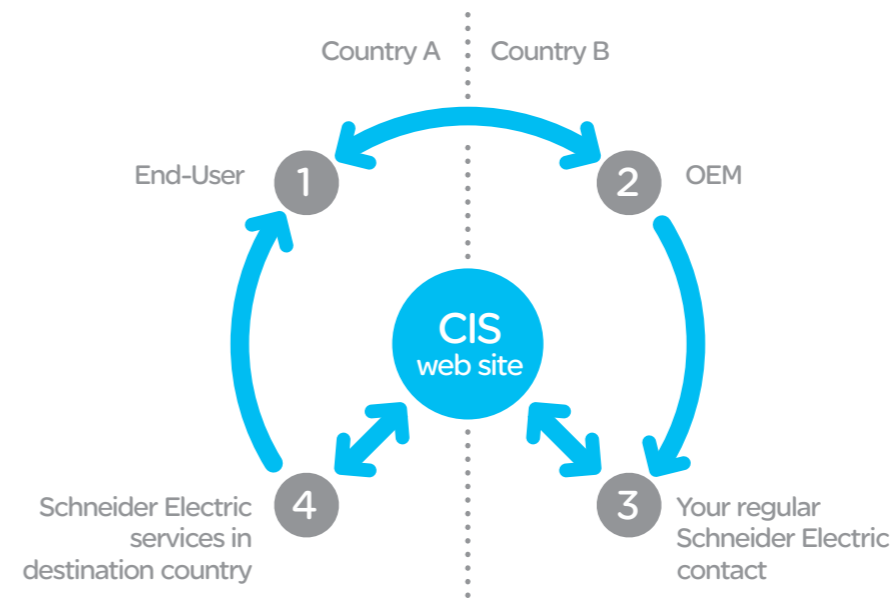 Country A
Country B
End-User
1
2
OEM
CIS
web site
Schneider Electric
services in
destination country
4
3
Your regular
Schneider Electric
contact